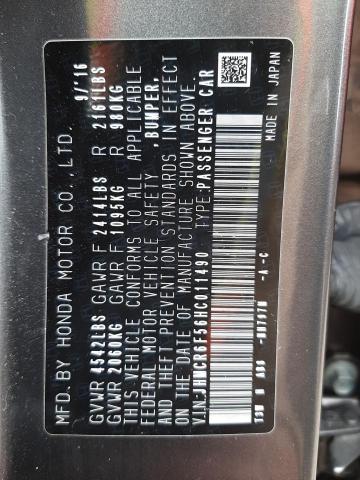 MFD. BY HONDA MOTOR CO., LTD. 9/'16
GVWR 4542LBS GAWR F 2414LBS R 2161LBS
GVWR 2060KG GAWR F 1095KG R 980KG
THIS VEHICLE CONFORMS TO ALL APPLICABLE
FEDERAL MOTOR VEHICLE SAFETY ,BUMPER,
AND THEFT PREVENTION STANDARDS IN EFFECT
ON THE DATE OF MANUFACTURE SHOWN ABOVE.
V.I.N.:JHMCR6F56HC011490 TYPE:PASSENGER CAR
-A -C MADE IN JAPAN